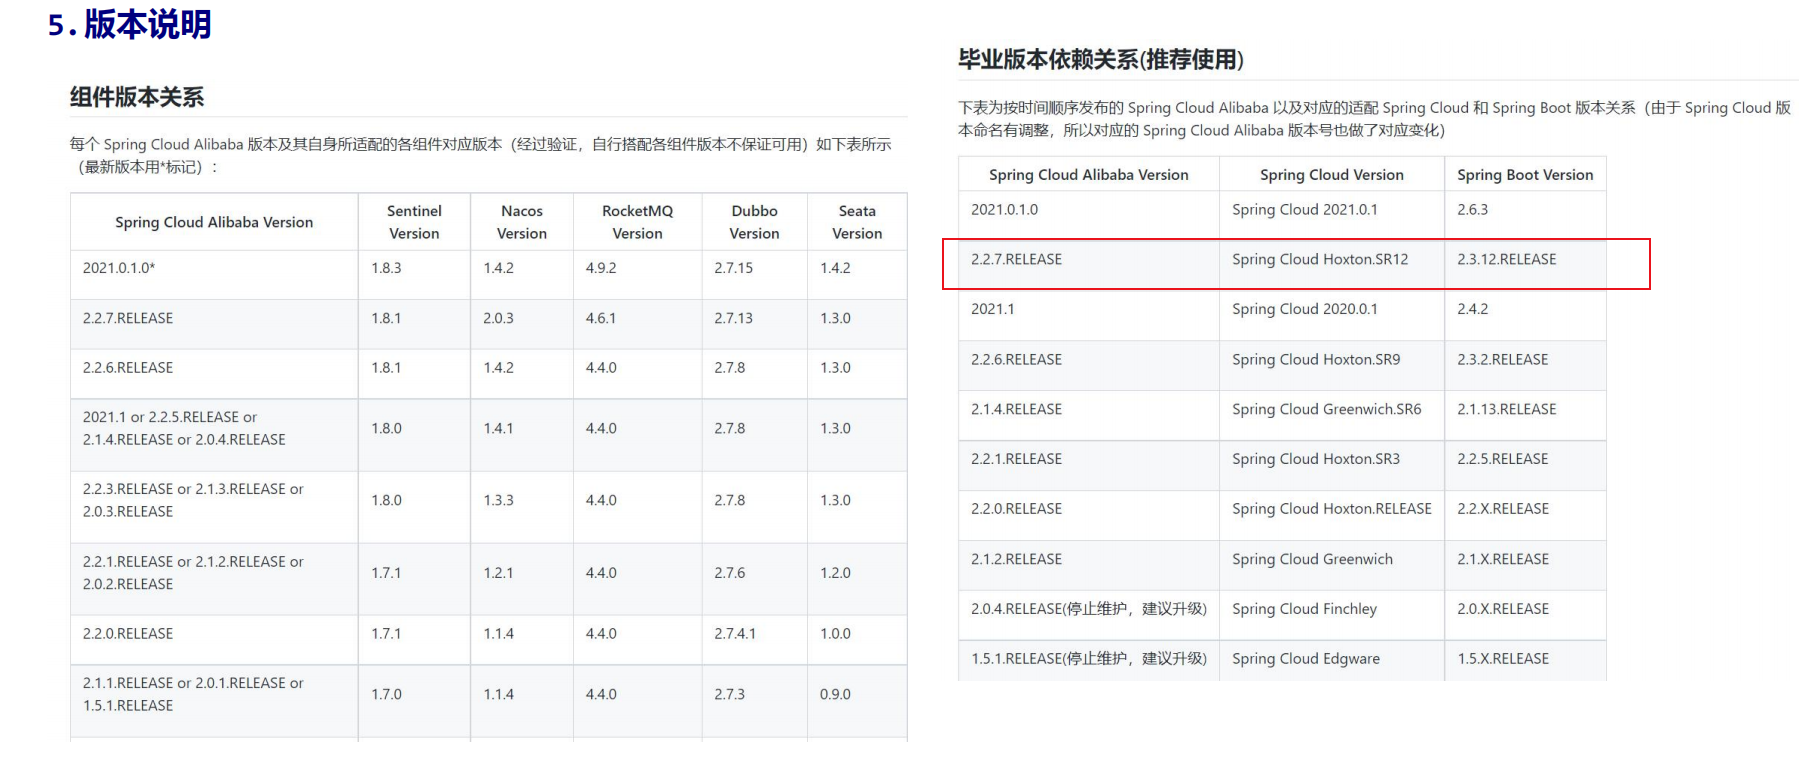 5.版本说明
组件版本关系
每个 Spring Cloud Alibaba 版本及其自身所适配的各组件对应版本（经过验证，自行搭配各组件版本不保证可用）如下表所示
（最新版本用*标记）：
Spring Cloud Alibaba Version Sentinel Version Nacos Version RocketMQ Version Dubbo Version Seata Version
2021.0.1.0* 1.8.3 1.4.2 4.9.2 2.7.15 1.4.2
2.2.7.RELEASE 1.8.1 2.0.3 4.6.1 2.7.13 1.3.0
2.2.6.RELEASE 1.8.1 1.4.2 4.4.0 2.7.8 1.3.0
2021.1 or 2.2.5.RELEASE or
2.1.4.RELEASE or 2.0.4.RELEASE 1.8.0 1.4.1 4.4.0 2.7.8 1.3.0
2.2.3.RELEASE or 2.1.3.RELEASE or
2.0.3.RELEASE 1.8.0 1.3.3 4.4.0 2.7.8 1.3.0
2.2.1.RELEASE or 2.1.2.RELEASE or
2.0.2.RELEASE 1.7.1 1.2.1 4.4.0 2.7.6 1.2.0
2.2.0.RELEASE 1.7.1 1.1.4 4.4.0 2.7.4.1 1.0.0
2.1.1.RELEASE or 2.0.1.RELEASE or
1.5.1.RELEASE 1.7.0 1.1.4 4.4.0 2.7.3 0.9.0
毕业版本依赖关系(推荐使用)
下表为按时间顺序发布的 Spring Cloud Alibaba 以及对应的适配 Spring Cloud 和 Spring Boot 版本关系（由于 Spring Cloud 版
本命名有调整，所以对应的 Spring Cloud Alibaba 版本号也做了对应变化）
Spring Cloud Alibaba Version Spring Cloud Version Spring Boot Version
2021.0.1.0 Spring Cloud 2021.0.1 2.6.3
2.2.7.RELEASE Spring Cloud Hoxton.SR12 2.3.12.RELEASE
2021.1 Spring Cloud 2020.0.1 2.4.2
2.2.6.RELEASE Spring Cloud Hoxton.SR9 2.3.2.RELEASE
2.1.4.RELEASE Spring Cloud Greenwich.SR6 2.1.13.RELEASE
2.2.1.RELEASE Spring Cloud Hoxton.SR3 2.2.5.RELEASE
2.2.0.RELEASE Spring Cloud Hoxton.RELEASE 2.2.X.RELEASE
2.1.2.RELEASE Spring Cloud Greenwich 2.1.X.RELEASE
2.0.4.RELEASE(停止维护，建议升级) Spring Cloud Finchley 2.0.X.RELEASE
1.5.1.RELEASE(停止维护，建议升级) Spring Cloud Edgware 1.5.X.RELEASE